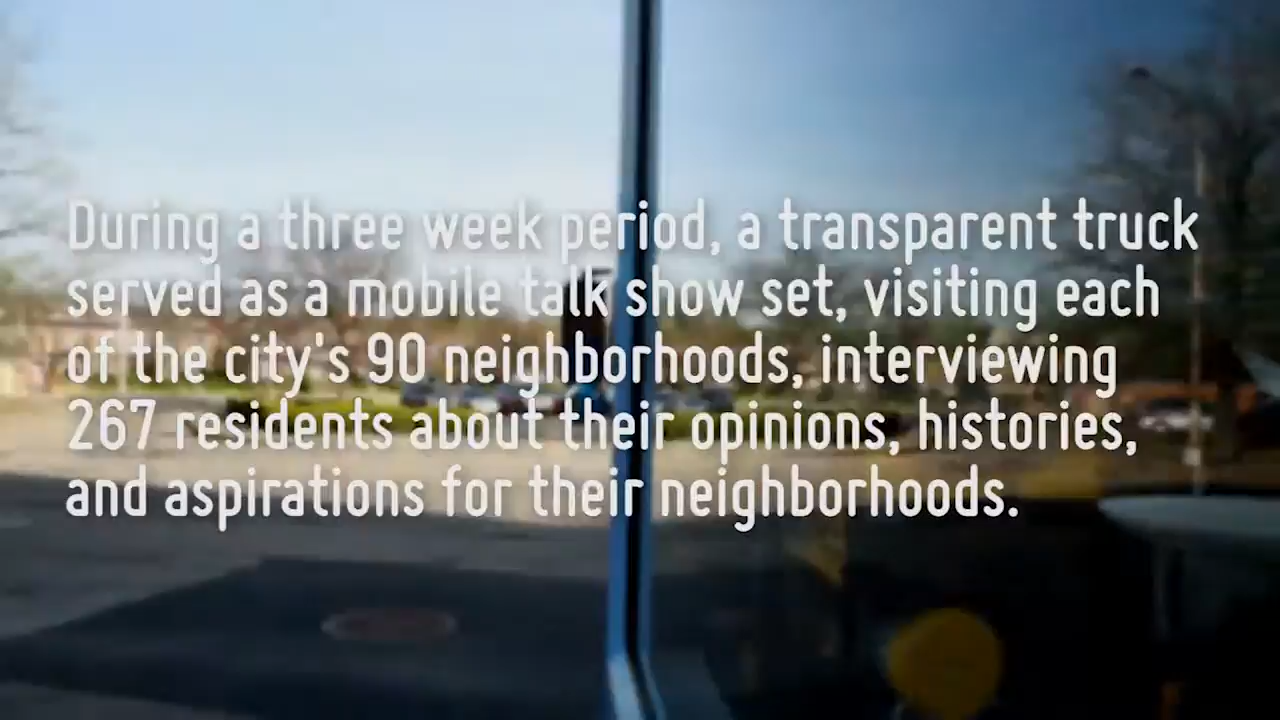 During a three week period, a transparent truck
served as a mobile talk show set, visiting each
of the city's 90 neighborhoods, interviewing
267 residents about their opinions, histories,
and aspirations for their neighborhoods.